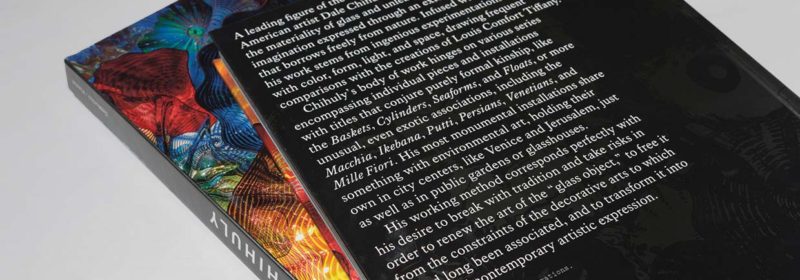 A leading figure of the
American artist Dale Chihu
the materiality of glass and unle
imagination expressed through an ex
that borrows freely from nature. Infused w
his work stems from ingenious experimentation
with color, form, light, and space, drawing frequent
comparisons with the creations of Louis Comfort Tiffany.
Chihuly's body of work hinges on various series
encompassing individual pieces and installations
with titles that conjure purely formal kinship, like
the Baskets, Cylinders, Seaforms, and Floats, or more
unusual, even exotic associations, including the
Macchia, Ikebana, Putti, Persians, Venetians, and
Mille Fiori. His most monumental installations share
something with environmental art, holding their
own in city centers, like Venice and Jerusalem, just
as well as in public gardens or glasshouses.
His working method corresponds perfectly with
his desire to break with tradition and take risks in
order to renew the art of the "glass object," to free it
from the constraints of the decorative arts to which
d long been associated, and to transform it into
contemporary artistic expression.
HIHULY